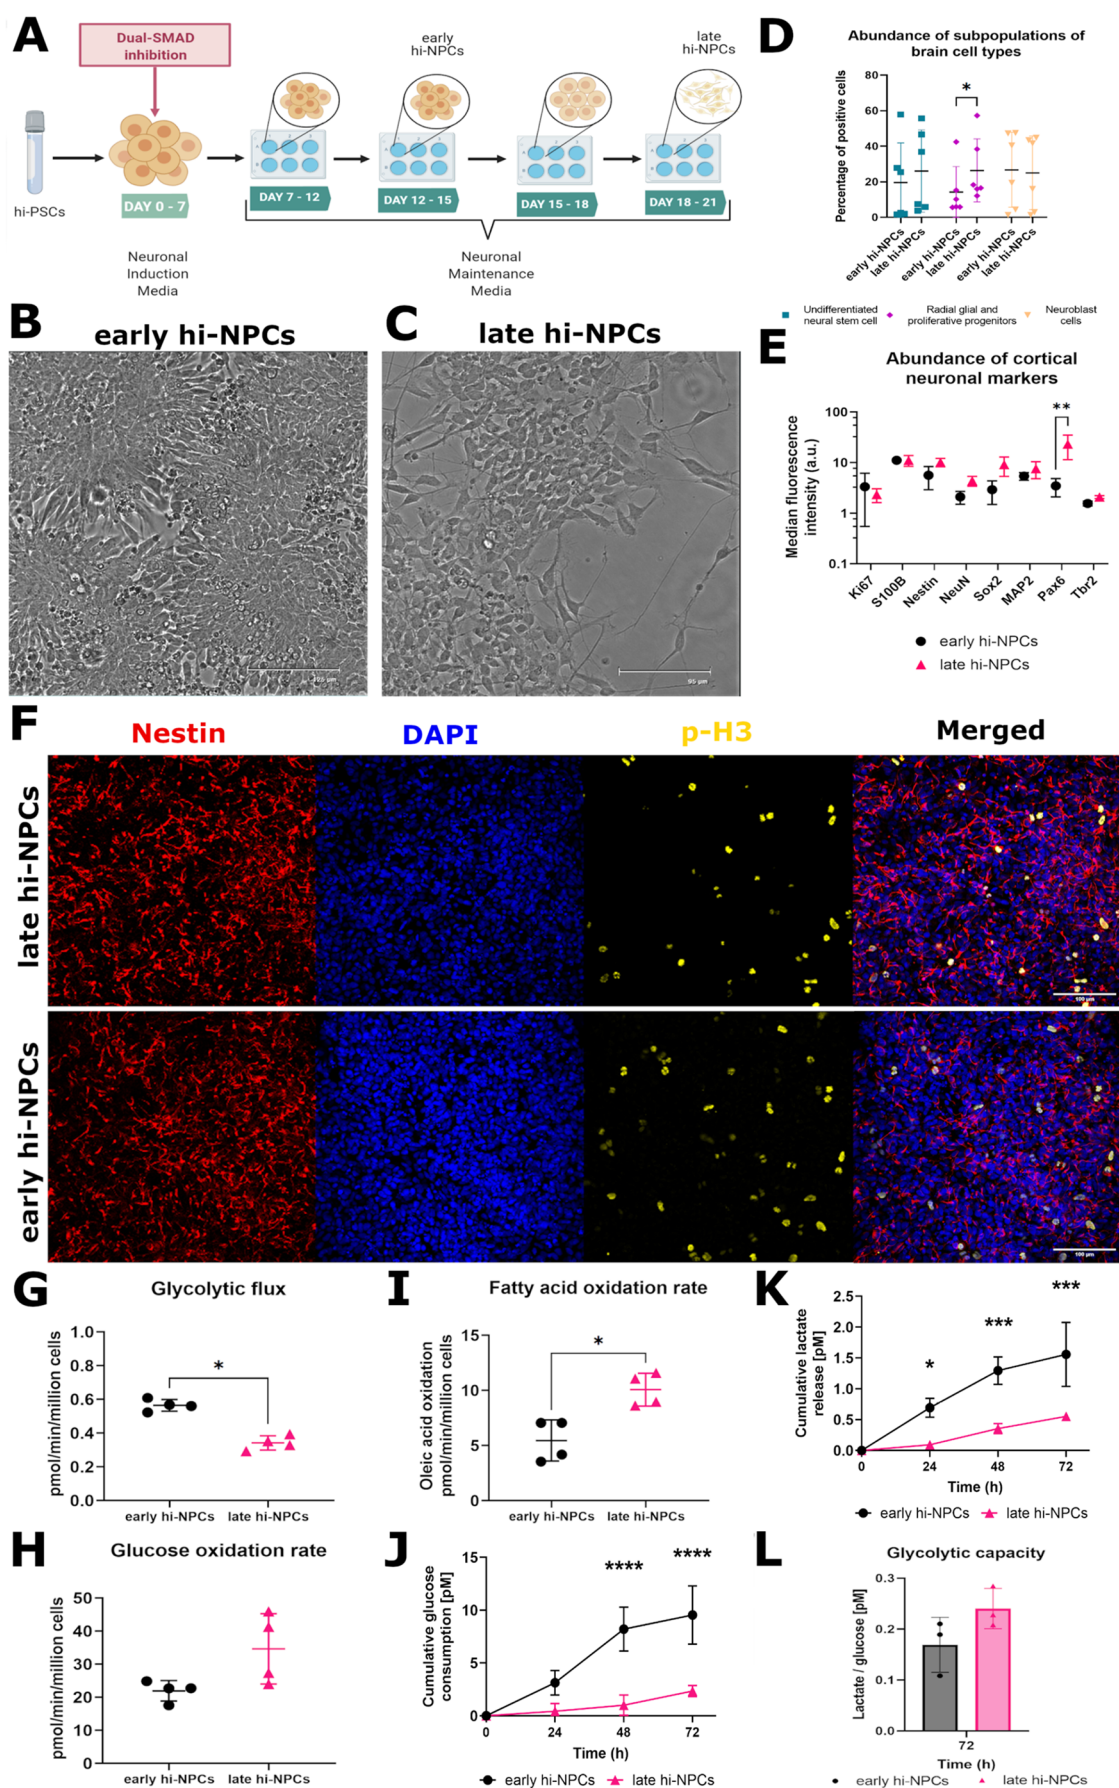 A
Dual-SMAD
inhibition
hi-PSCs
DAY 0 - 7
early
hi-NPCs
late
hi-NPCs
DAY 7 - 12
DAY 12 - 15
DAY 15 - 18
DAY 18 - 21
Neuronal
Induction
Media
Neuronal
Maintenance
Media
D
Abundance of subpopulations of
brain cell types
Percentage of positive cells
80
60
40
20
0
*
early hi-NPCs
late hi-NPCs
early hi-NPCs
late hi-NPCs
early hi-NPCs
late hi-NPCs
Undifferentiated
neural stem cell
Radial glial and
proliferative progenitors
Neuroblast
cells
B
early hi-NPCs
125 µm
C
late hi-NPCs
95 µm
E
Abundance of cortical
neuronal markers
Median fluorescence
intensity (a.u.)
100
10
1
0.1
**
Ki67
S100B
Nestin
NeuN
Sox2
MAP2
Pax6
Tbr2
early hi-NPCs
late hi-NPCs
F
Nestin
DAPI
p-H3
Merged
late hi-NPCs
100 µm
early hi-NPCs
100 µm
G
Glycolytic flux
pmol/min/million cells
1.0
0.8
0.6
0.4
0.2
0.0
*
early hi-NPCs
late hi-NPCs
I
Fatty acid oxidation rate
Oleic acid oxidation
pmol/min/million cells
15
10
5
0
*
early hi-NPCs
late hi-NPCs
K
Cumulative lactate
release [pM]
2.5
2.0
1.5
1.0
0.5
0.0
*
***
***
0
24
48
72
Time (h)
early hi-NPCs
late hi-NPCs
H
Glucose oxidation rate
pmol/min/million cells
50
40
30
20
10
0
early hi-NPCs
late hi-NPCs
J
Cumulative glucose
consumption [pM]
15
10
5
0
****
****
0
24
48
72
Time (h)
early hi-NPCs
late hi-NPCs
L
Glycolytic capacity
Lactate / glucose [pM]
0.3
0.2
0.1
0.0
72
Time (h)
early hi-NPCs
late hi-NPCs